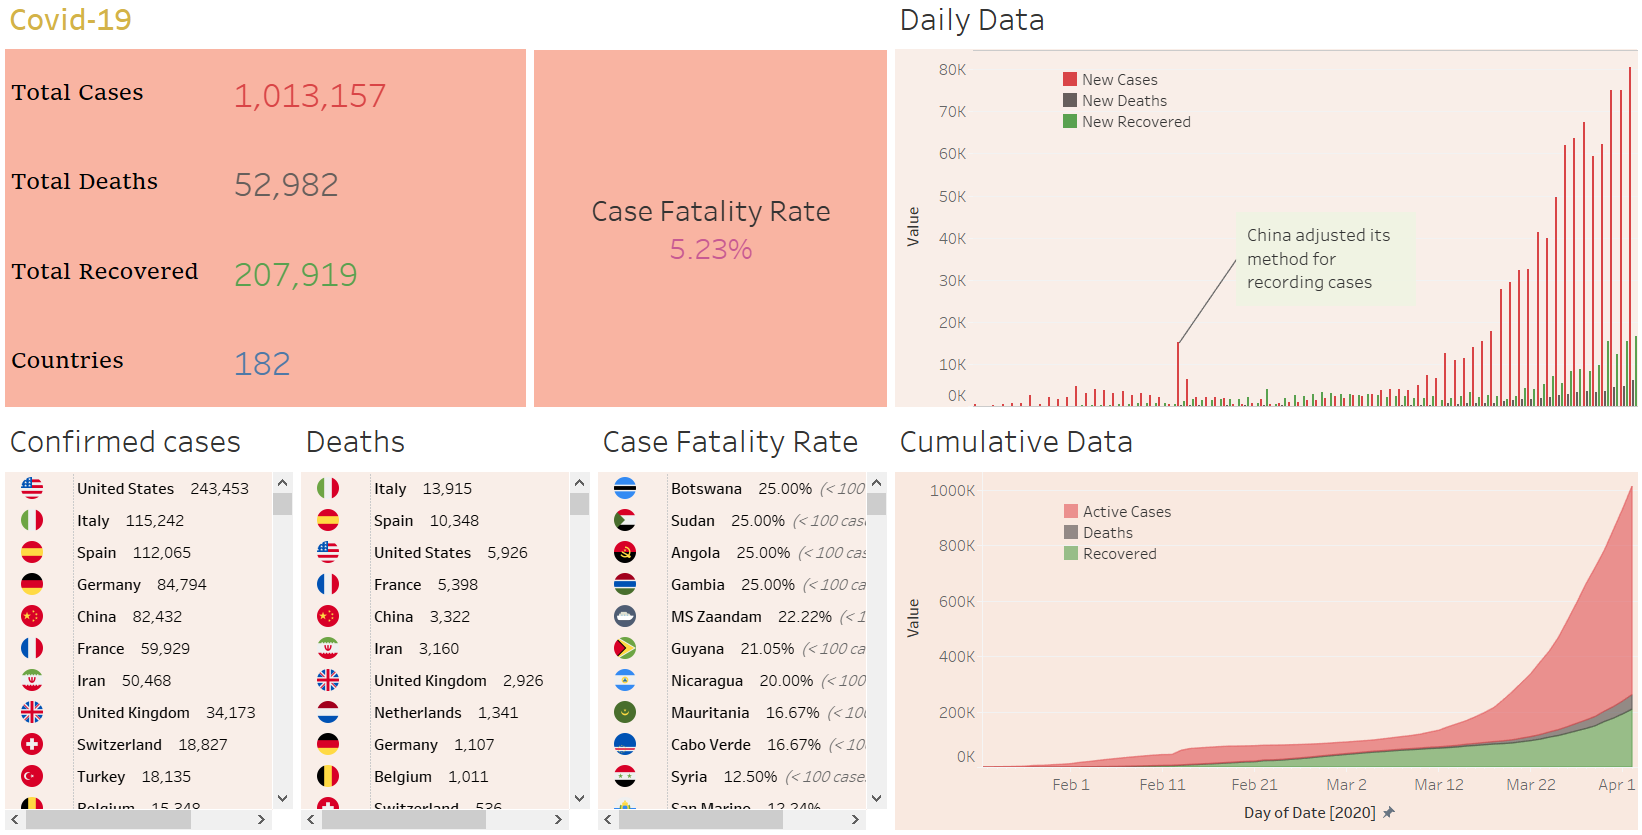 Covid-19
Total Cases 1,013,157
Total Deaths 52,982
Total Recovered 207,919
Countries 182
Case Fatality Rate
5.23%
Daily Data
80K
70K
60K
50K
40K
30K
20K
10K
0K
Value
New Cases
New Deaths
New Recovered
China adjusted its
method for
recording cases
Confirmed cases
United States 243,453
Italy 115,242
Spain 112,065
Germany 84,794
China 82,432
France 59,929
Iran 50,468
United Kingdom 34,173
Switzerland 18,827
Turkey 18,135
Belgium 15,348
Deaths
Italy 13,915
Spain 10,348
United States 5,926
France 5,398
China 3,322
Iran 3,160
United Kingdom 2,926
Netherlands 1,341
Germany 1,107
Belgium 1,011
Switzerland 536
Case Fatality Rate
Botswana 25.00% (< 100
Sudan 25.00% (< 100 cas
Angola 25.00% (< 100 cas
Gambia 25.00% (< 100 ca
MS Zaandam 22.22% (< 1
Guyana 21.05% (< 100 ca
Nicaragua 20.00% (< 100
Mauritania 16.67% (< 10
Cabo Verde 16.67% (< 10
Syria 12.50% (< 100 case
San Marino 12.24%
Cumulative Data
1000K
800K
600K
400K
200K
0K
Value
Active Cases
Deaths
Recovered
Feb 1 Feb 11 Feb 21 Mar 2 Mar 12 Mar 22 Apr 1
Day of Date [2020]